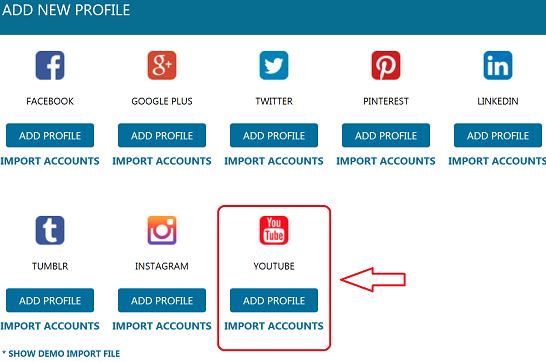 ADD NEW PROFILE
f g+ P in
FACEBOOK GOOGLE PLUS TWITTER PINTEREST LINKEDIN
ADD PROFILE ADD PROFILE ADD PROFILE ADD PROFILE ADD PROFILE
IMPORT ACCOUNTS IMPORT ACCOUNTS IMPORT ACCOUNTS IMPORT ACCOUNTS IMPORT ACCOUNTS
t You
Tube
TUMBLR INSTAGRAM YOUTUBE
ADD PROFILE ADD PROFILE ADD PROFILE
IMPORT ACCOUNTS IMPORT ACCOUNTS IMPORT ACCOUNTS
* SHOW DEMO IMPORT FILE